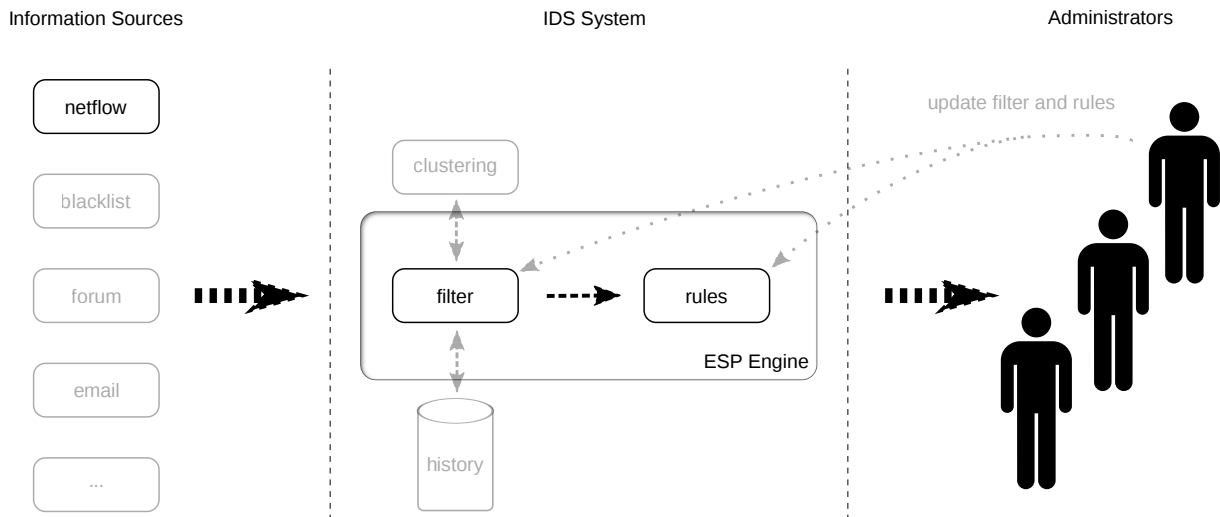 Information Sources
IDS System
Administrators
netflow
update filter and rules
clustering
blacklist
forum
filter
rules
ESP Engine
email
history
...